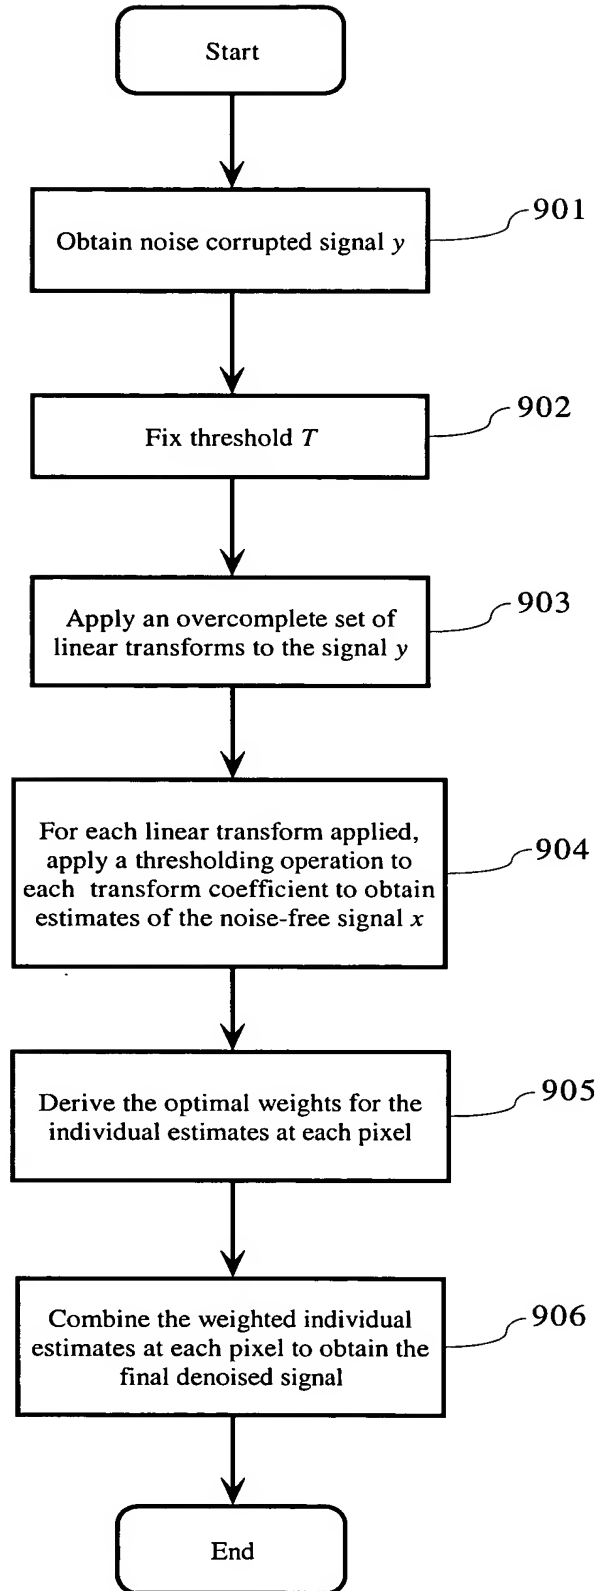 Start
Obtain noise corrupted signal y
901
Fix threshold T
902
Apply an overcomplete set of
linear transforms to the signal y
903
For each linear transform applied,
apply a thresholding operation to
each transform coefficient to obtain
estimates of the noise-free signal x
904
Derive the optimal weights for the
individual estimates at each pixel
905
Combine the weighted individual
estimates at each pixel to obtain the
final denoised signal
906
End